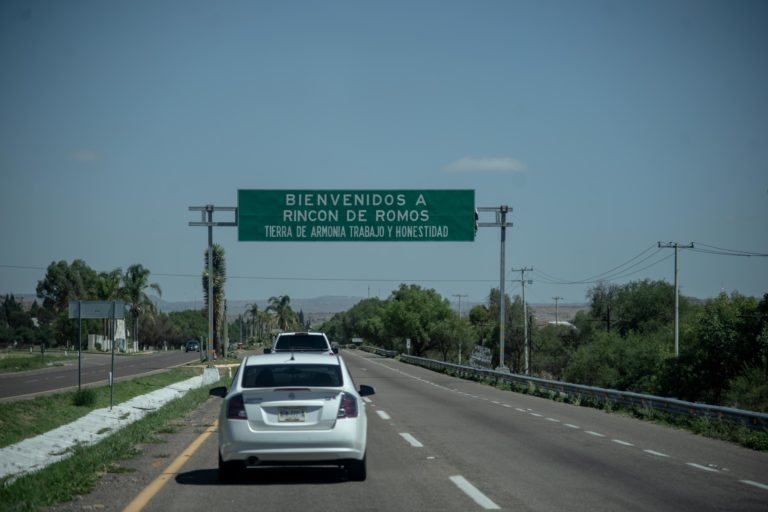 BIENVENIDOS A
RINCON DE ROMOS
TIERRA DE ARMONIA TRABAJO Y HONESTIDAD